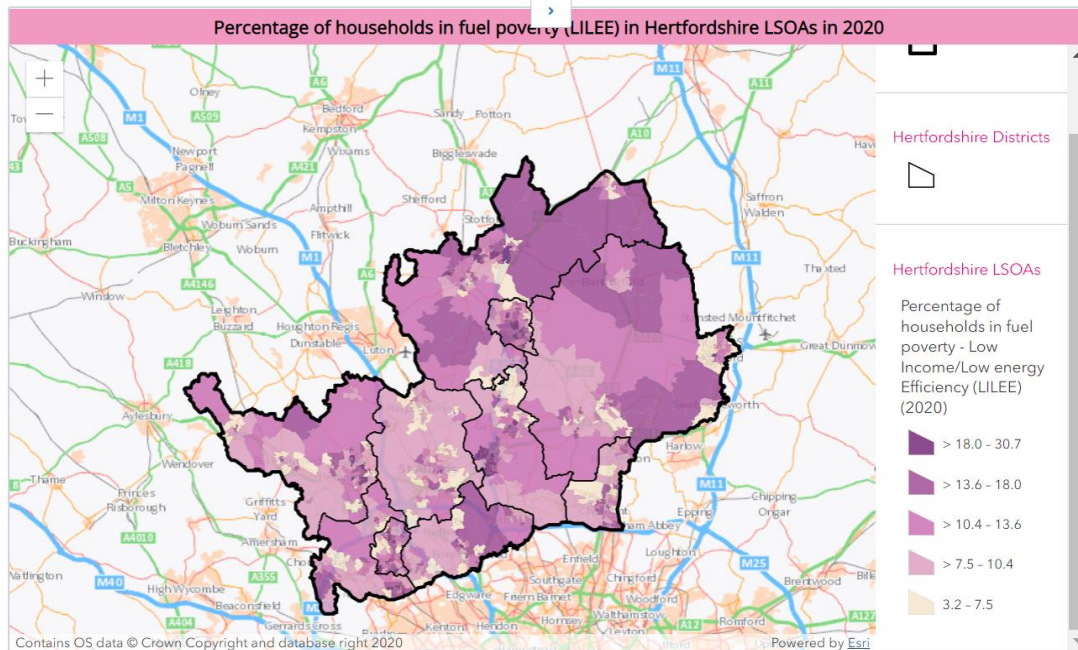 Percentage of households in fuel poverty (LILEE) in Hertfordshire LSOAs in 2020
+
−
M11
A11
Olney
A6
A509
M1
Bedford
Sandy
Potton
A508
Kempston
A10
Newport
Pagnell
Wixams
A421
Biggleswade
A5
Milton Keynes
Saffron
Walden
Ampthill
Shefford
Woburn Sands
Flitwick
Stotfo
Buckingham
Bletchley
Woburn
M1
A6
M11
Thaxted
A4146
Winslow
Leighton
Buzzard
Houghton Regis
Dunstable
Luton
Mountfitchet
Great Dunmow
A418
Aylesbury
Wendover
Harlow
Thame
Princes
Risborough
Griffitts
Yard
M11
Chipping
Ongar
A4010
Amersham
Epping
ham Abbey
Loughton
Enfield
M25
Watlington
M40
High Wycombe
A355
Beaconsfield
Edgware
Southgate
Chingford
Brentwood
Friern Barnet
Woodford
Gerrards Cross
Kenton
Hendon
Hornsey
Walthamstow
Leyton
Romford
A404
A12
A127
Contains OS data © Crown Copyright and database right 2020
Powered by Esri
Hertfordshire Districts
Hertfordshire LSOAs
Percentage of
households in fuel
poverty - Low
Income/Low energy
Efficiency (LILEE)
(2020)
> 18.0 - 30.7
> 13.6 - 18.0
> 10.4 - 13.6
> 7.5 - 10.4
3.2 - 7.5